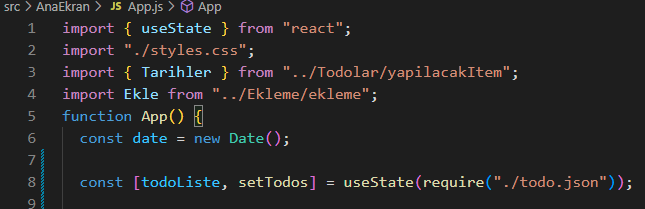 src > AnaEkran > JS App.js > App
1 import { useState } from "react";
2 import "./styles.css";
3 import { Tarihler } from "../Todolar/yapilacakItem";
4 import Ekle from "../Ekleme/ekleme";
5 function App() {
6 const date = new Date();
7
8 const [todoListe, setTodos] = useState(require("./todo.json"));
9